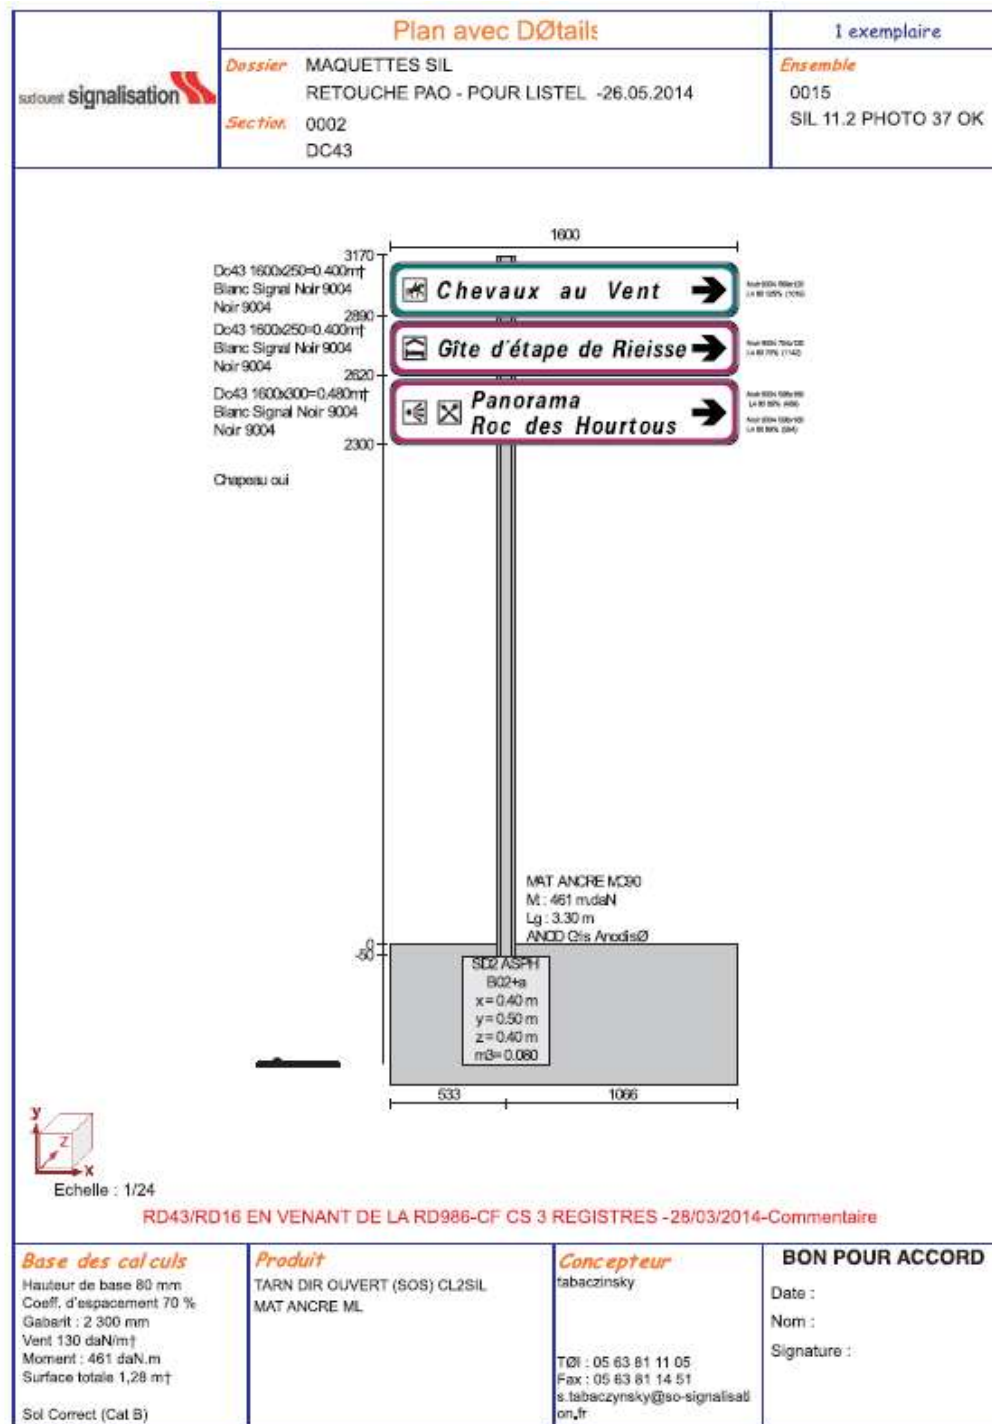 Plan avec DØtails
1 exemplaire
sudouest signalisation
Dossier MAQUETTES SIL
RETOUCHE PAO - POUR LISTEL -26.05.2014
Section 0002
DC43
Ensemble
0015
SIL 11.2 PHOTO 37 OK
1600
3170
Dc43 1600x250=0.400m†
Blanc Signal Noir 9004
Noir 9004
Chevaux au Vent
2890
Dc43 1600x250=0.400m†
Blanc Signal Noir 9004
Noir 9004
Gîte d'étape de Rieisse
2620
Dc43 1600x300=0.480m†
Blanc Signal Noir 9004
Noir 9004
Panorama
Roc des Hourtous
2300
Chapeau oui
MAT ANCRE MC90
Mt : 461 m.daN
Lg : 3.30 m
ANOD Gris AnodisØ
0
-50
SD2 ASPH
B02+a
x = 0.40 m
y = 0.50 m
z = 0.40 m
m3= 0.080
533
1066
y
z
x
Echelle : 1/24
RD43/RD16 EN VENANT DE LA RD986-CF CS 3 REGISTRES -28/03/2014-Commentaire
Base des calculs
Hauteur de base 80 mm
Coeff. d'espacement 70 %
Gabarit : 2 300 mm
Vent 130 daN/m†
Moment : 461 daN.m
Surface totale 1,28 m†
Sol Correct (Cat B)
Produit
TARN DIR OUVERT (SOS) CL2SIL
MAT ANCRE ML
Concepteur
tabaczinsky
TØl : 05 63 81 11 05
Fax : 05 63 81 14 51
s.tabaczynsky@so-signalisati
on.fr
BON POUR ACCORD
Date :
Nom :
Signature :